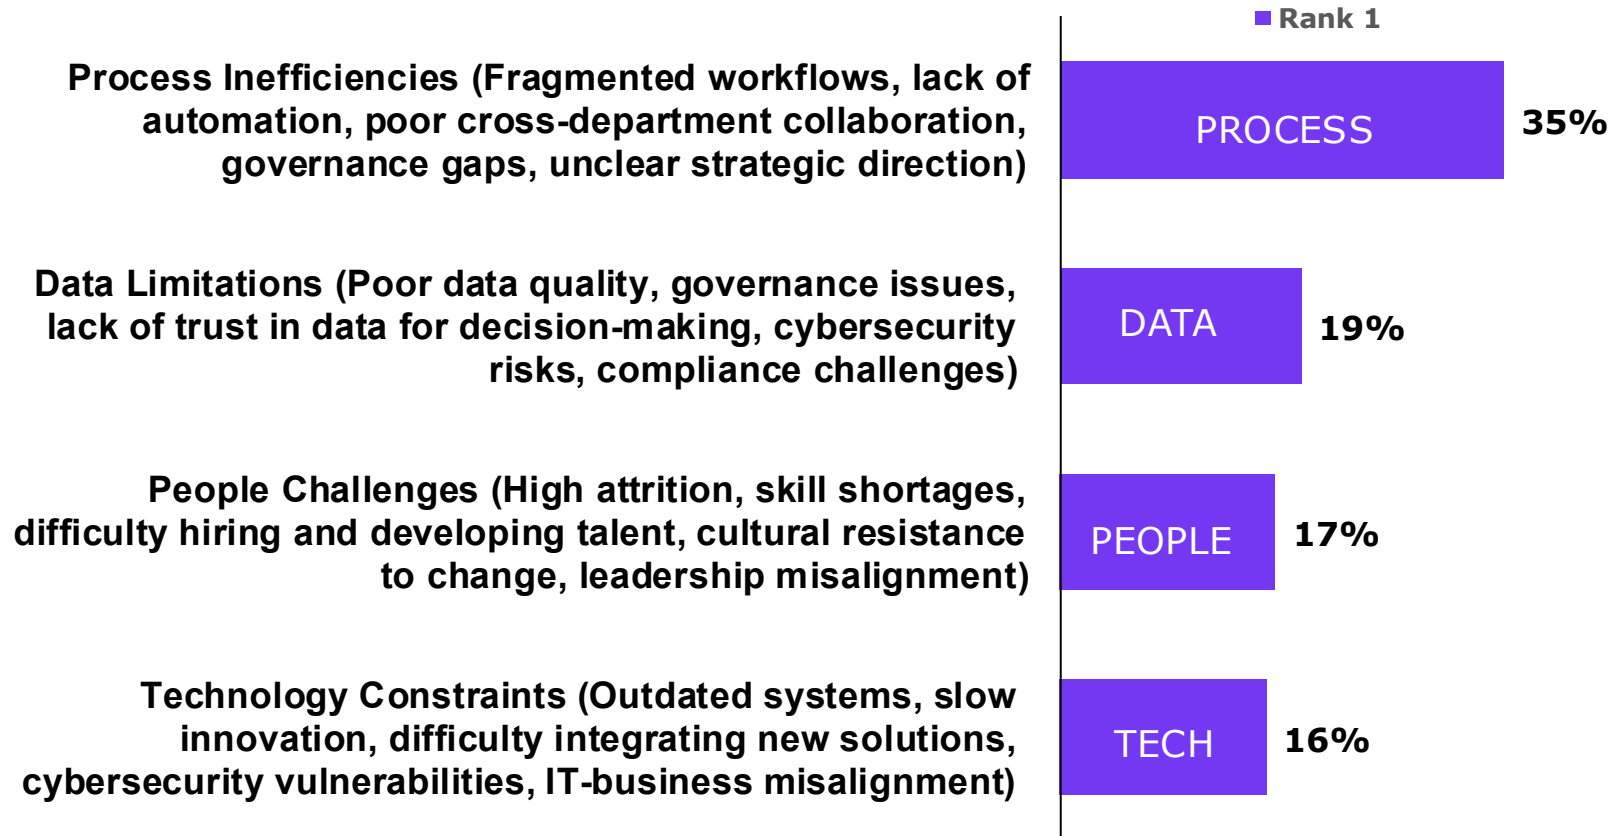 Rank 1
Process Inefficiencies (Fragmented workflows, lack of
automation, poor cross-department collaboration,
governance gaps, unclear strategic direction)
PROCESS
35%
Data Limitations (Poor data quality, governance issues,
lack of trust in data for decision-making, cybersecurity
risks, compliance challenges)
DATA
19%
People Challenges (High attrition, skill shortages,
difficulty hiring and developing talent, cultural resistance
to change, leadership misalignment)
PEOPLE
17%
Technology Constraints (Outdated systems, slow
innovation, difficulty integrating new solutions,
cybersecurity vulnerabilities, IT-business misalignment)
TECH
16%